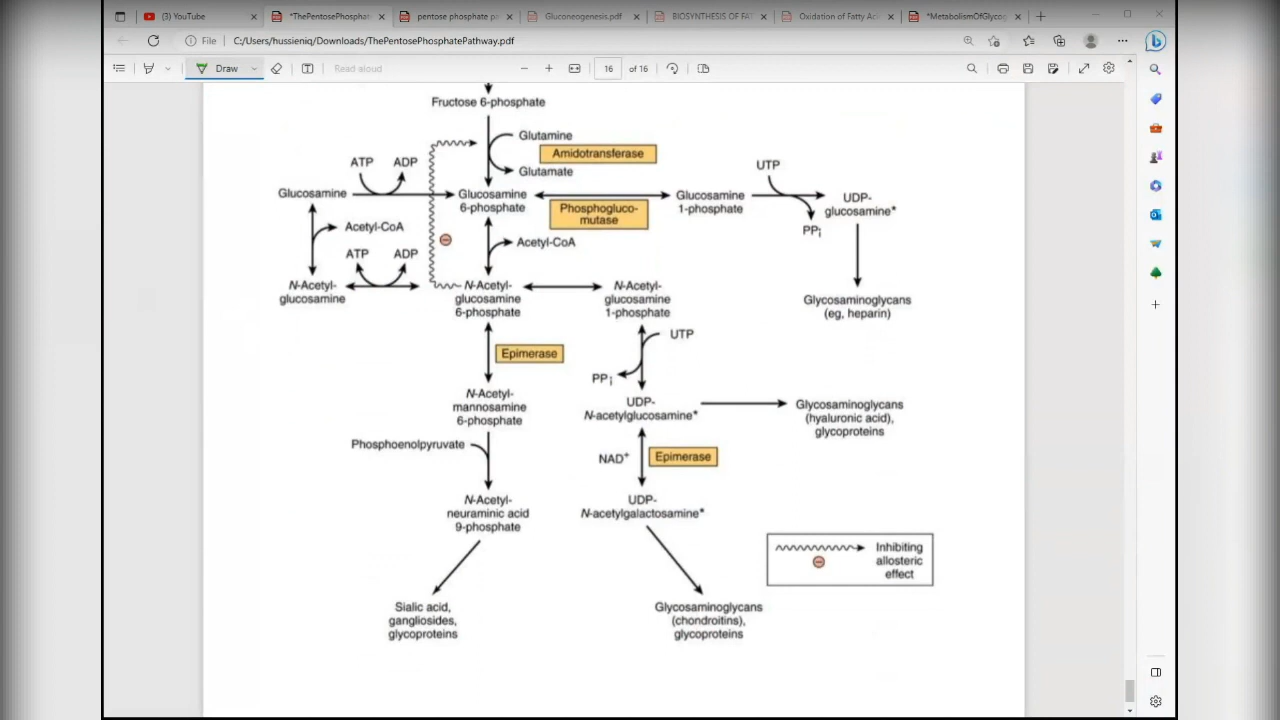 (3) YouTube
*ThePentosePhosphat
pentose phosphate pa
Gluconeogenesis.pdf
BIOSYNTHESIS OF FAT
Oxidation of Fatty Aci
*MetabolismOfGlycog
File C:/Users/hussieniq/Downloads/ThePentosePhosphatePathway.pdf
Draw
Read aloud
16 of 16
Fructose 6-phosphate
Glutamine
Amidotransferase
Glutamate
ATP ADP
Glucosamine
Glucosamine
6-phosphate
Phosphogluco-
mutase
Glucosamine
1-phosphate
UTP
PPi
UDP-
glucosamine*
Acetyl-CoA
Acetyl-CoA
ATP ADP
N-Acetyl-
glucosamine
N-Acetyl-
glucosamine
6-phosphate
N-Acetyl-
glucosamine
1-phosphate
Glycosaminoglycans
(eg, heparin)
UTP
PPi
Epimerase
N-Acetyl-
mannosamine
6-phosphate
UDP-
N-acetylglucosamine*
Glycosaminoglycans
(hyaluronic acid),
glycoproteins
Phosphoenolpyruvate
NAD+
Epimerase
N-Acetyl-
neuraminic acid
9-phosphate
UDP-
N-acetylgalactosamine*
Inhibiting
allosteric
effect
Sialic acid,
gangliosides,
glycoproteins
Glycosaminoglycans
(chondroitins),
glycoproteins